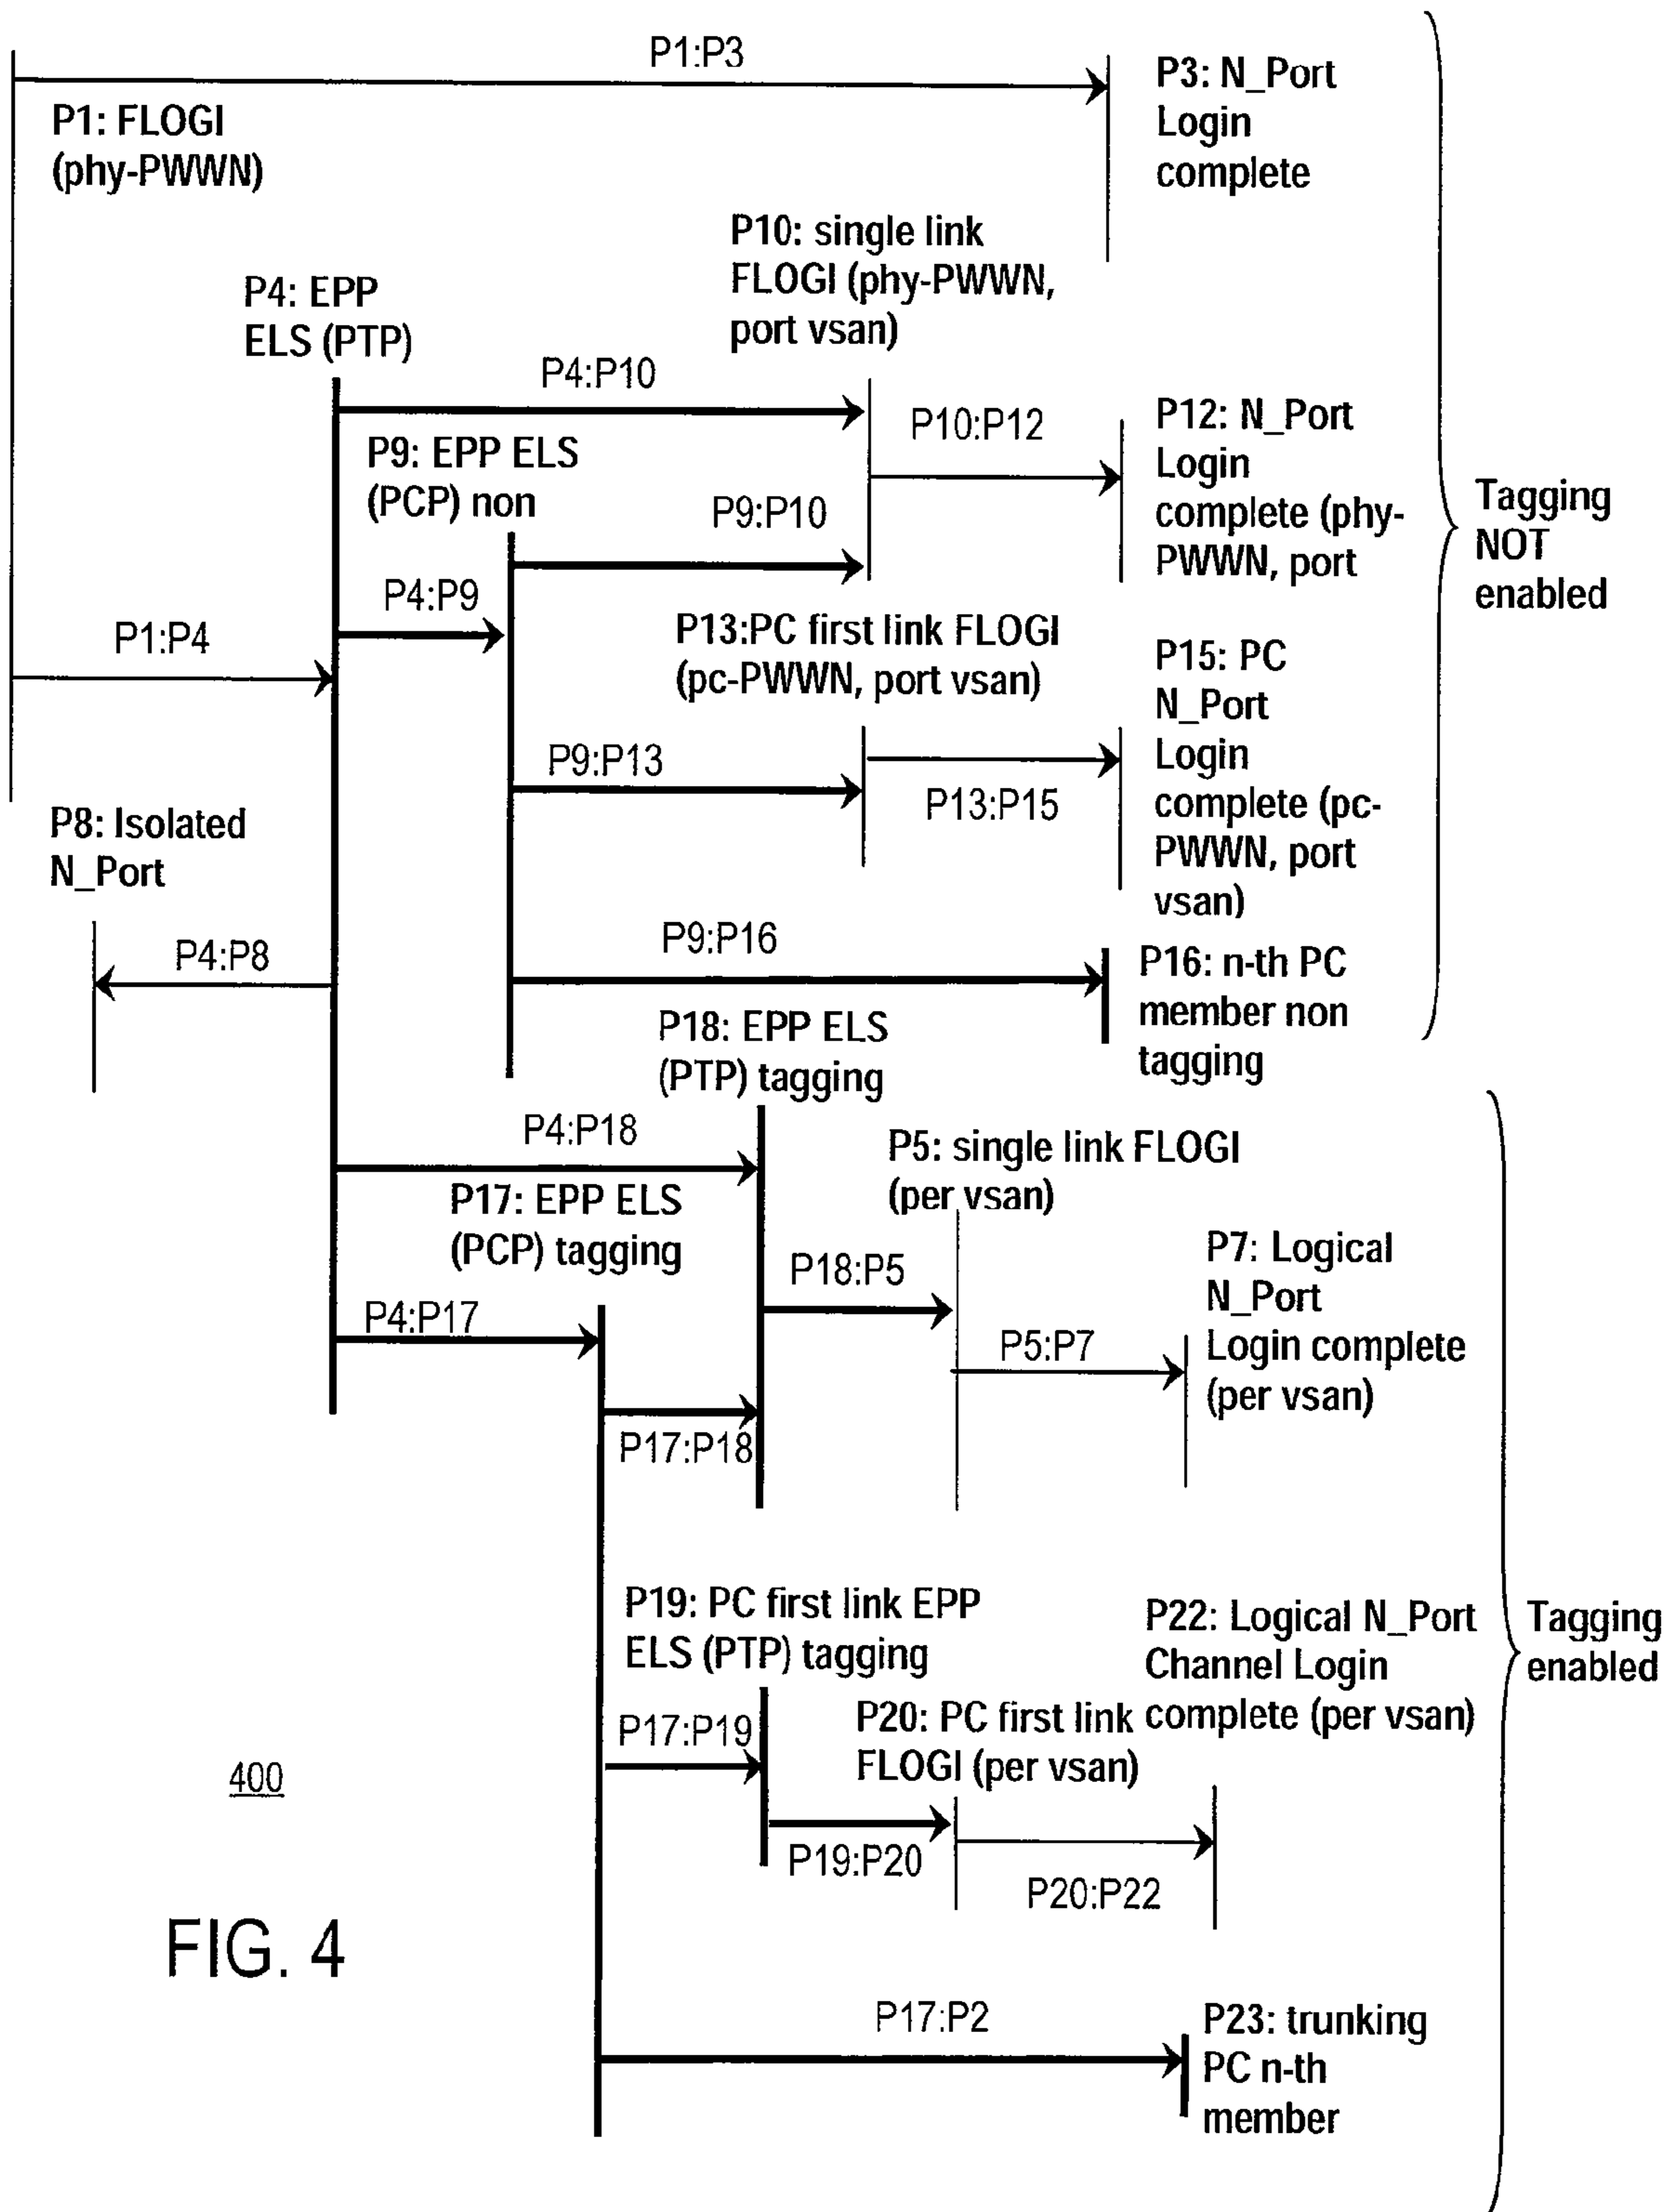 P1:P3
P3: N_Port
Login
complete
P1: FLOGI
(phy-PWWN)
P10: single link
FLOGI (phy-PWWN,
port vsan)
P4: EPP
ELS (PTP)
P4:P10
P10:P12
P12: N_Port
Login
complete (phy-
PWWN, port
P9: EPP ELS
(PCP) non
P9:P10
Tagging
NOT
enabled
P4:P9
P1:P4
P13:PC first link FLOGI
(pc-PWWN, port vsan)
P15: PC
N_Port
Login
complete (pc-
PWWN, port
vsan)
P9:P13
P13:P15
P8: Isolated
N_Port
P4:P8
P9:P16
P16: n-th PC
member non
tagging
P18: EPP ELS
(PTP) tagging
P4:P18
P5: single link FLOGI
(per vsan)
P17: EPP ELS
(PCP) tagging
P18:P5
P7: Logical
N_Port
Login complete
(per vsan)
P4:P17
P5:P7
P17:P18
P19: PC first link EPP
ELS (PTP) tagging
P22: Logical N_Port
Channel Login
complete (per vsan)
Tagging
enabled
P17:P19
P20: PC first link
FLOGI (per vsan)
400
P19:P20
P20:P22
FIG. 4
P17:P2
P23: trunking
PC n-th
member